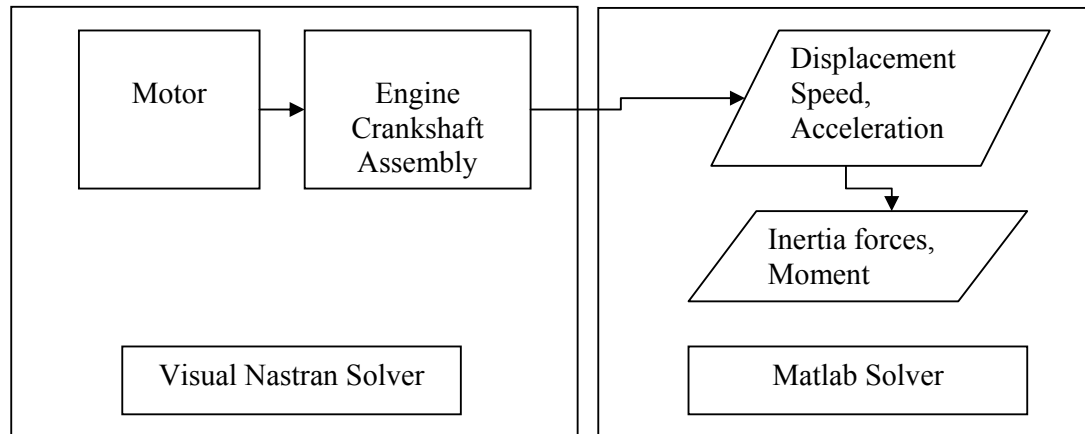 Motor
Engine
Crankshaft
Assembly
Displacement
Speed,
Acceleration
Inertia forces,
Moment
Visual Nastran Solver
Matlab Solver